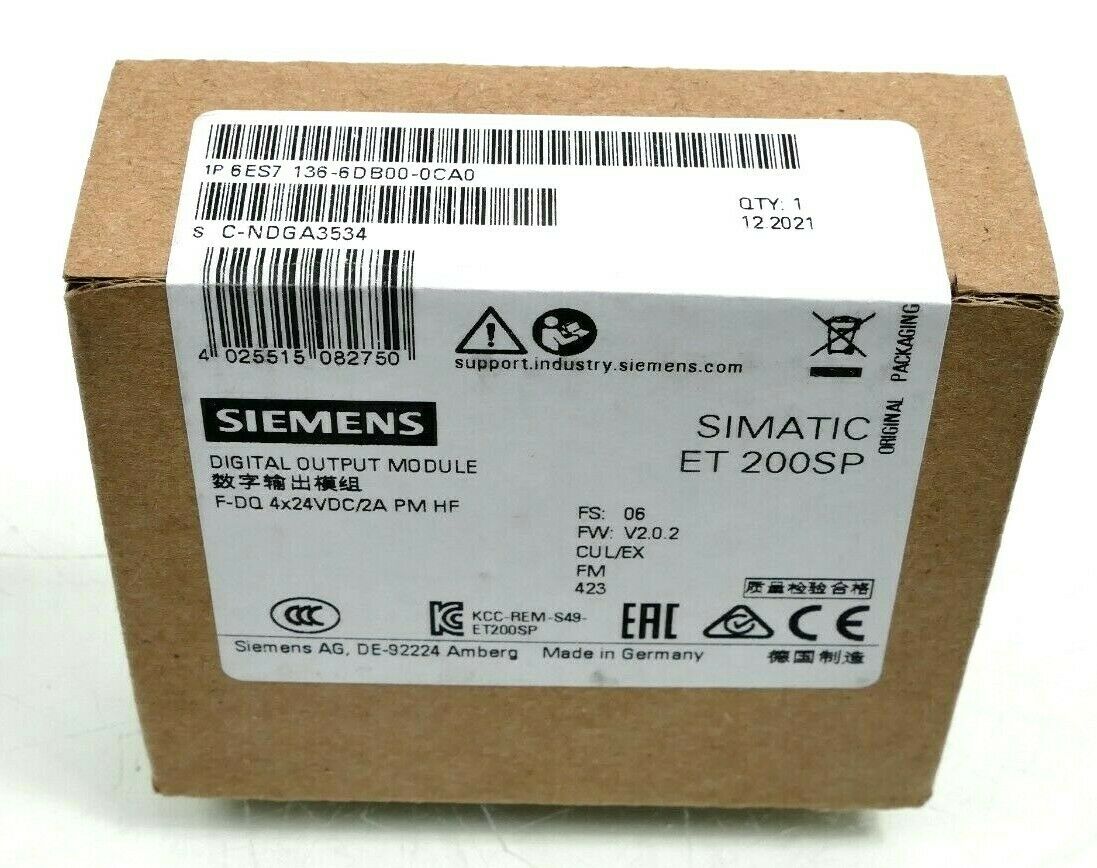 1P 6ES7 136-6DB00-0CA0
S C-NDGA3534
QTY: 1
12.2021
4 025515 082750
support.industry.siemens.com
ORIGINAL PACKAGING
SIEMENS
SIMATIC
ET 200SP
DIGITAL OUTPUT MODULE
数字输出模组
F-DQ 4x24VDC/2A PM HF
FS: 06
FW: V2.0.2
CUL/EX
FM
423
质量检验合格
CCC
KCC-REM-S49-
ET200SP
EAC
CE
Siemens AG, DE-92224 Amberg Made in Germany
德国制造